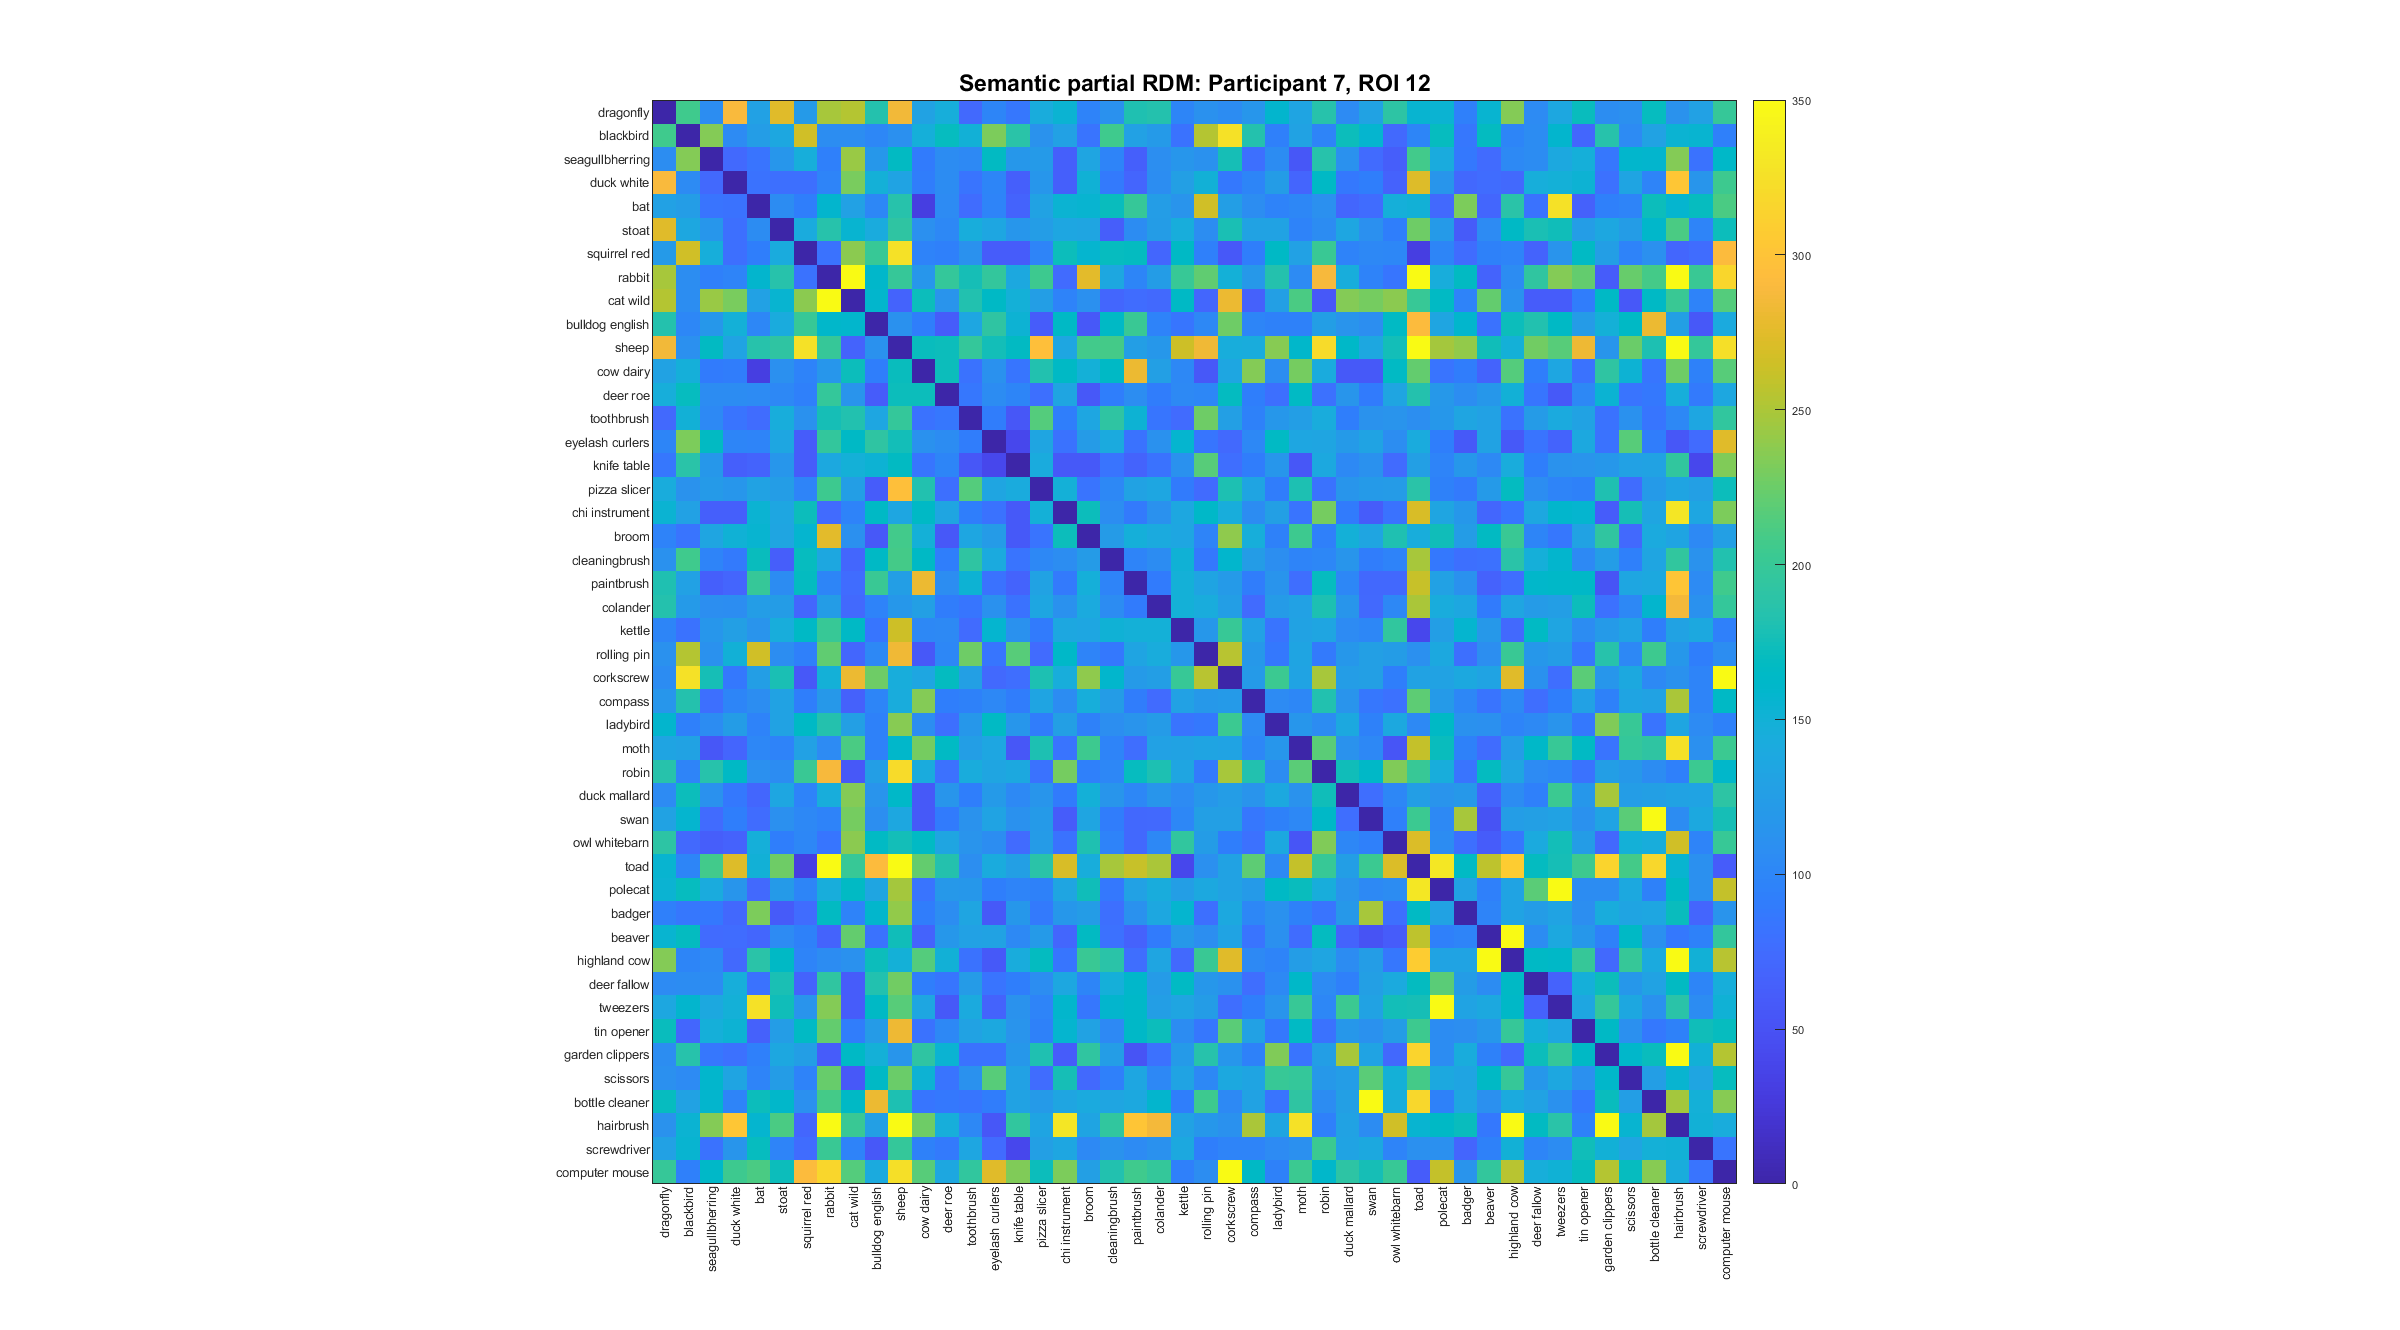 Semantic partial RDM: Participant 7, ROI 12
dragonfly
blackbird
seagullbherring
duck white
bat
stoat
squirrel red
rabbit
cat wild
bulldog english
sheep
cow dairy
deer roe
toothbrush
eyelash curlers
knife table
pizza slicer
chi instrument
broom
cleaningbrush
paintbrush
colander
kettle
rolling pin
corkscrew
compass
ladybird
moth
robin
duck mallard
swan
owl whitebarn
toad
polecat
badger
beaver
highland cow
deer fallow
tweezers
tin opener
garden clippers
scissors
bottle cleaner
hairbrush
screwdriver
computer mouse
dragonfly
blackbird
seagullbherring
duck white
bat
stoat
squirrel red
rabbit
cat wild
bulldog english
sheep
cow dairy
deer roe
toothbrush
eyelash curlers
knife table
pizza slicer
chi instrument
broom
cleaningbrush
paintbrush
colander
kettle
rolling pin
corkscrew
compass
ladybird
moth
robin
duck mallard
swan
owl whitebarn
toad
polecat
badger
beaver
highland cow
deer fallow
tweezers
tin opener
garden clippers
scissors
bottle cleaner
hairbrush
screwdriver
computer mouse
350
300
250
200
150
100
50
0